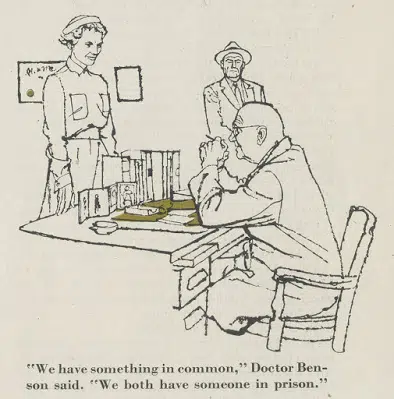 "We have something in common," Doctor Ben-
son said. "We both have someone in prison."